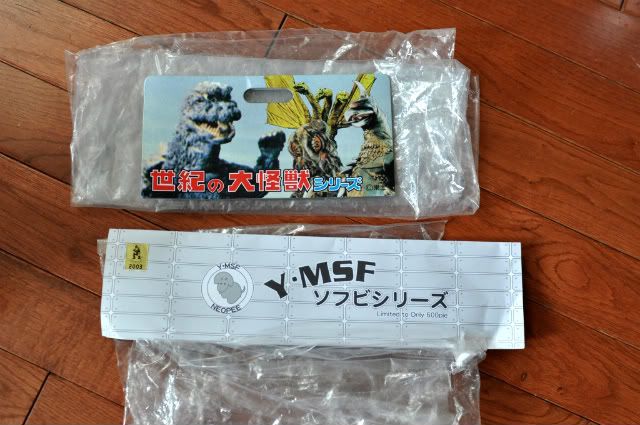 世紀の大怪獣シリーズ
2003
Y-MSF
NEOPEE
Y・MSF
ソフビシリーズ
Limited to Only 500pie